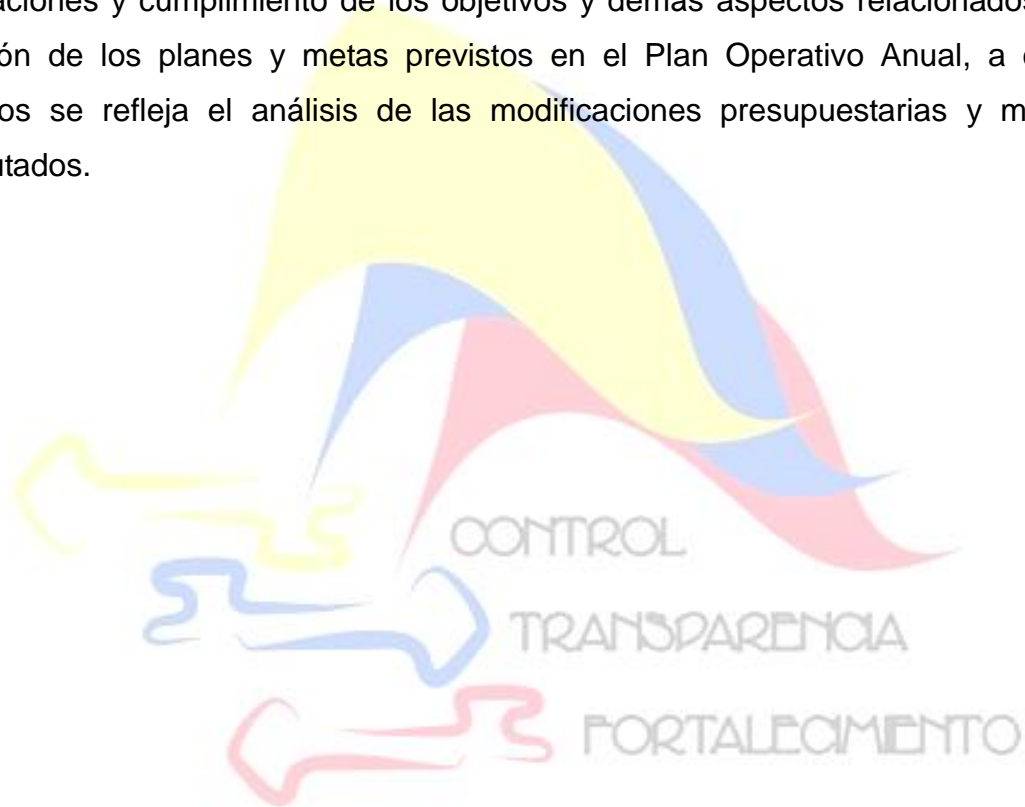 aciones y cumplimiento de los objetivos y demás aspectos relacionados
ón de los planes y metas previstos en el Plan Operativo Anual, a
os se refleja el análisis de las modificaciones presupuestarias y m
utados.
CONTROL
TRANSPARENCIA
FORTALECIMIENTO